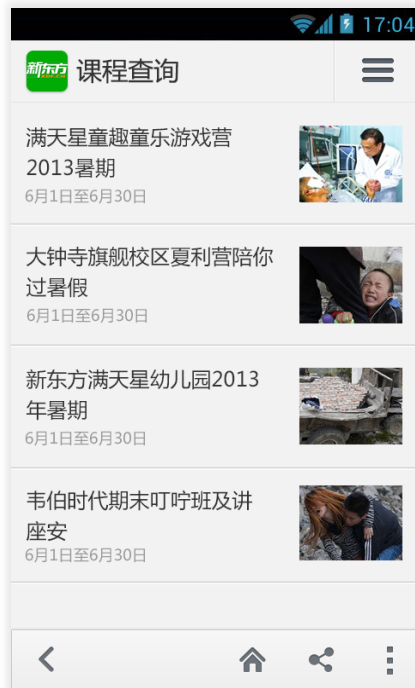 17:04
新东方
课程查询
满天星童趣童乐游戏营
2013暑期
6月1日至6月30日
大钟寺旗舰校区夏利营陪你
过暑假
6月1日至6月30日
新东方满天星幼儿园2013
年暑期
6月1日至6月30日
韦伯时代期末叮咛班及讲
座安
6月1日至6月30日